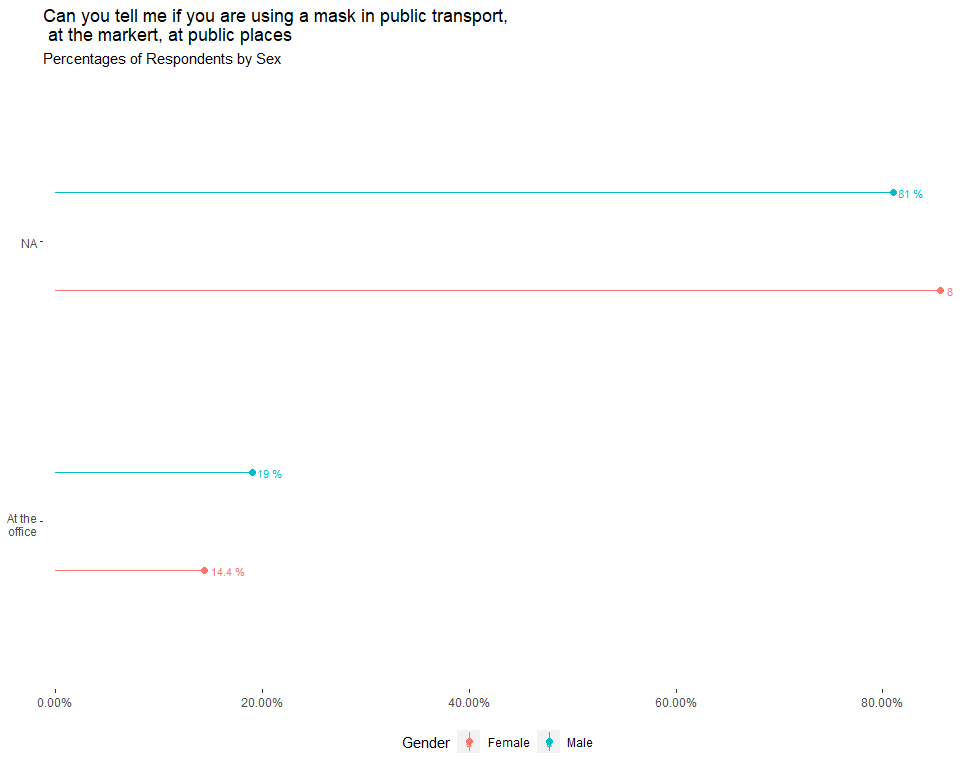 Can you tell me if you are using a mask in public transport,
at the markert, at public places
Percentages of Respondents by Sex
81 %
NA
8
19 %
At the
office
14.4 %
0.00% 20.00% 40.00% 60.00% 80.00%
Gender Female Male